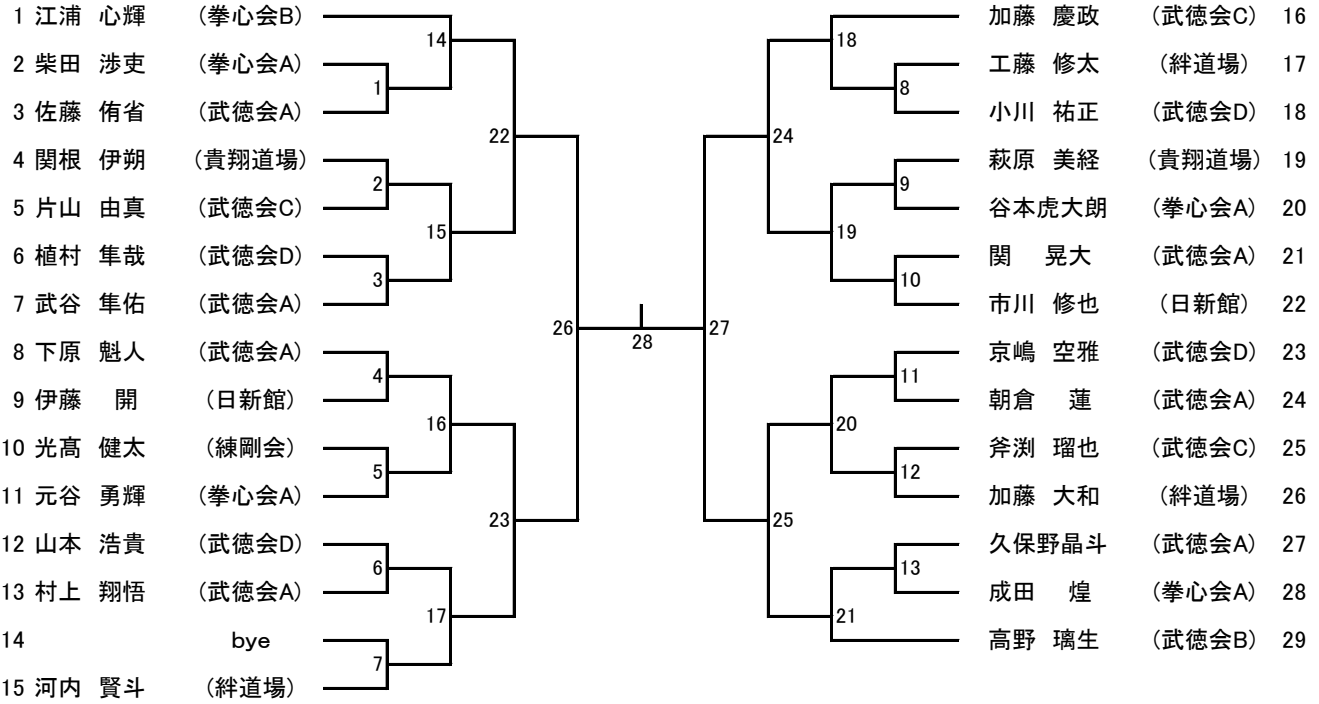 1 江浦 心輝 (拳心会B)
2 柴田 渉吏 (拳心会A)
3 佐藤 侑省 (武徳会A)
4 関根 伊朔 (貴翔道場)
5 片山 由真 (武徳会C)
6 植村 隼哉 (武徳会D)
7 武谷 隼佑 (武徳会A)
8 下原 魁人 (武徳会A)
9 伊藤 開 (日新館)
10 光髙 健太 (練剛会)
11 元谷 勇輝 (拳心会A)
12 山本 浩貴 (武徳会D)
13 村上 翔悟 (武徳会A)
14 bye
15 河内 賢斗 (絆道場)
14
1
2
15
3
4
16
5
6
17
7
22
23
26
28
27
24
25
18
8
9
19
10
11
20
12
13
21
加藤 慶政 (武徳会C) 16
工藤 修太 (絆道場) 17
小川 祐正 (武徳会D) 18
萩原 美経 (貴翔道場) 19
谷本虎大朗 (拳心会A) 20
関 晃大 (武徳会A) 21
市川 修也 (日新館) 22
京嶋 空雅 (武徳会D) 23
朝倉 蓮 (武徳会A) 24
斧渕 瑠也 (武徳会C) 25
加藤 大和 (絆道場) 26
久保野晶斗 (武徳会A) 27
成田 煌 (拳心会A) 28
高野 璃生 (武徳会B) 29